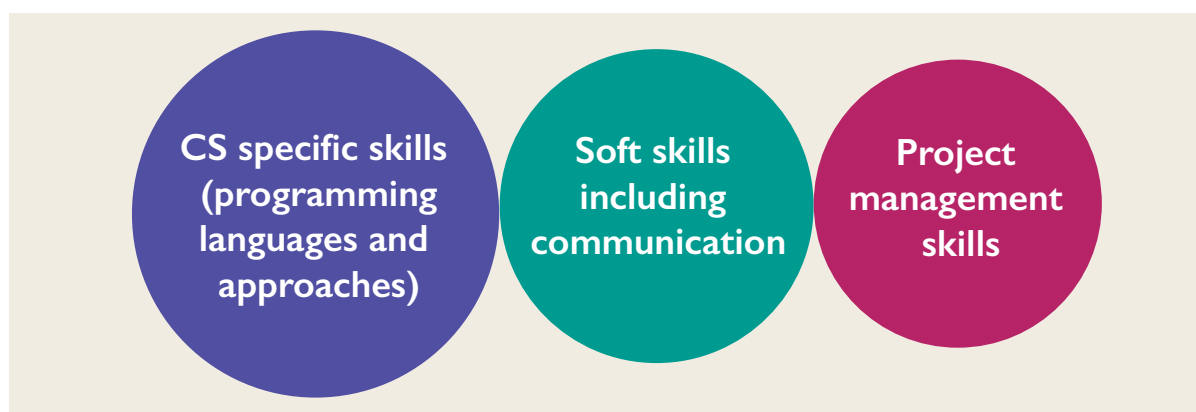 CS specific skills
(programming
languages and
approaches)
Soft skills
including
communication
Project
management
skills